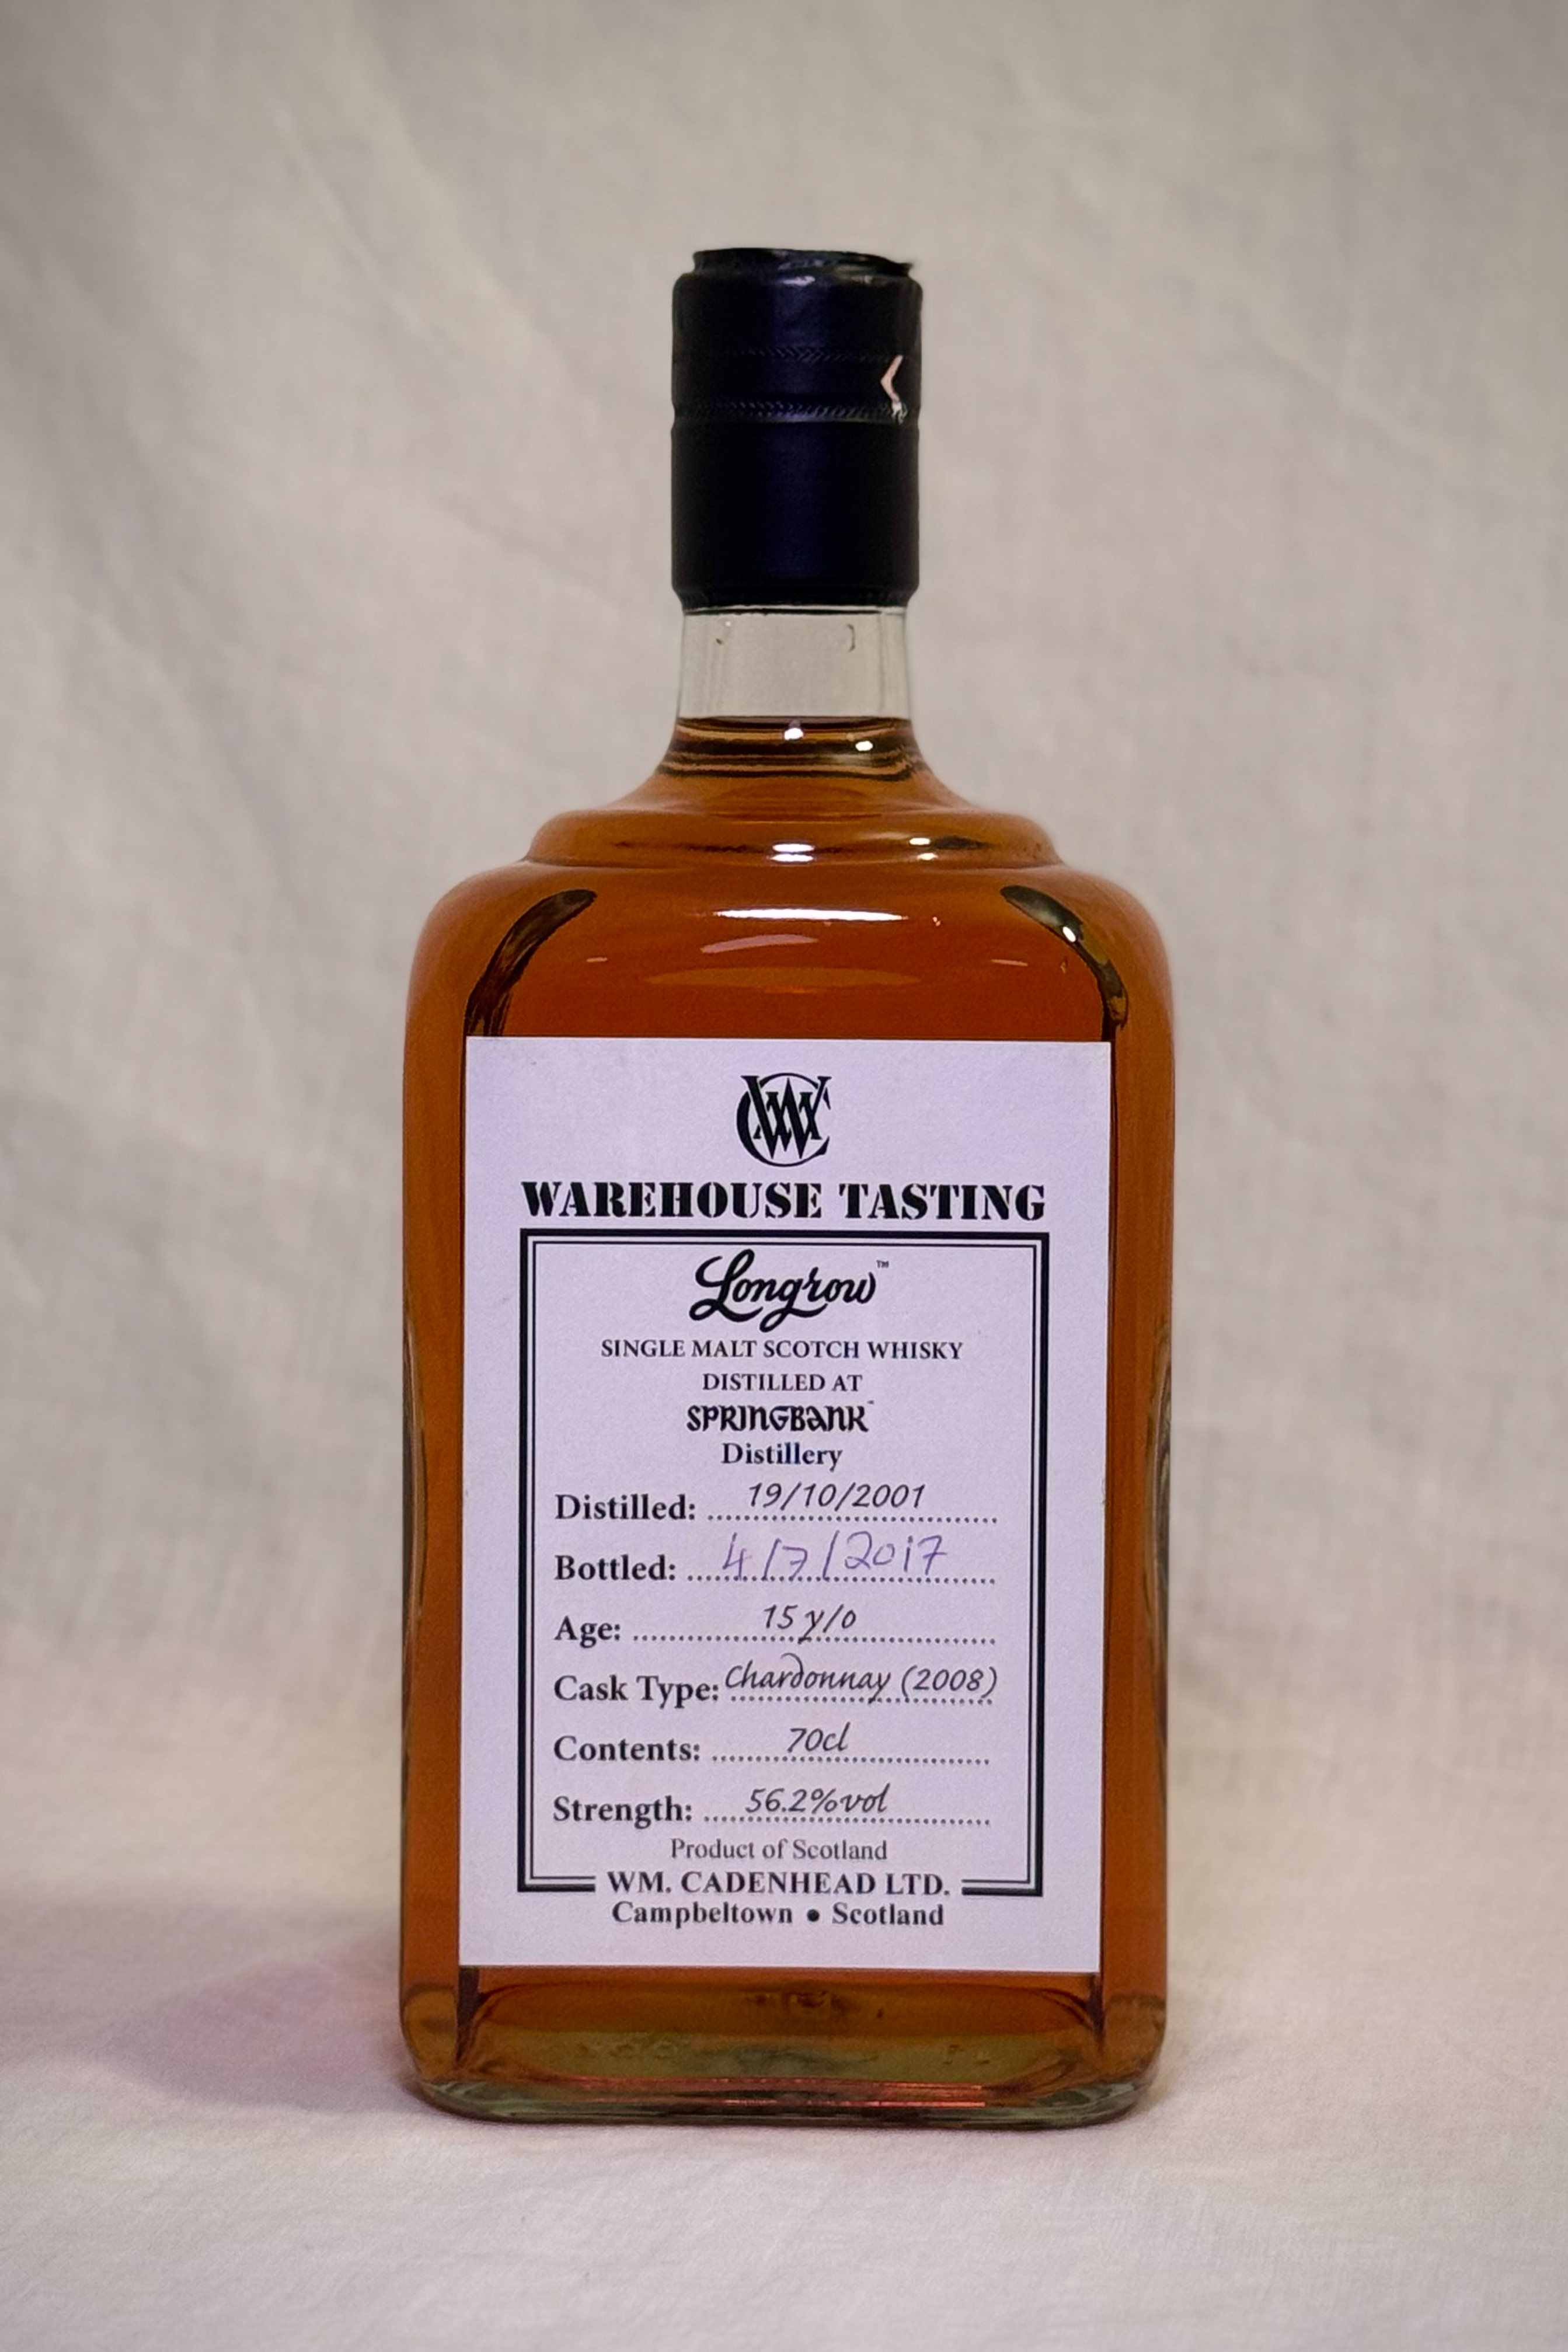 WC
WAREHOUSE TASTING
Longrow™
SINGLE MALT SCOTCH WHISKY
DISTILLED AT
SPRINGBANK™
Distillery
Distilled: 19/10/2001
Bottled: 4/7/2017
Age: 15 y/o
Cask Type: Chardonnay (2008)
Contents: 70cl
Strength: 56.2%vol
Product of Scotland
WM. CADENHEAD LTD.
Campbeltown • Scotland